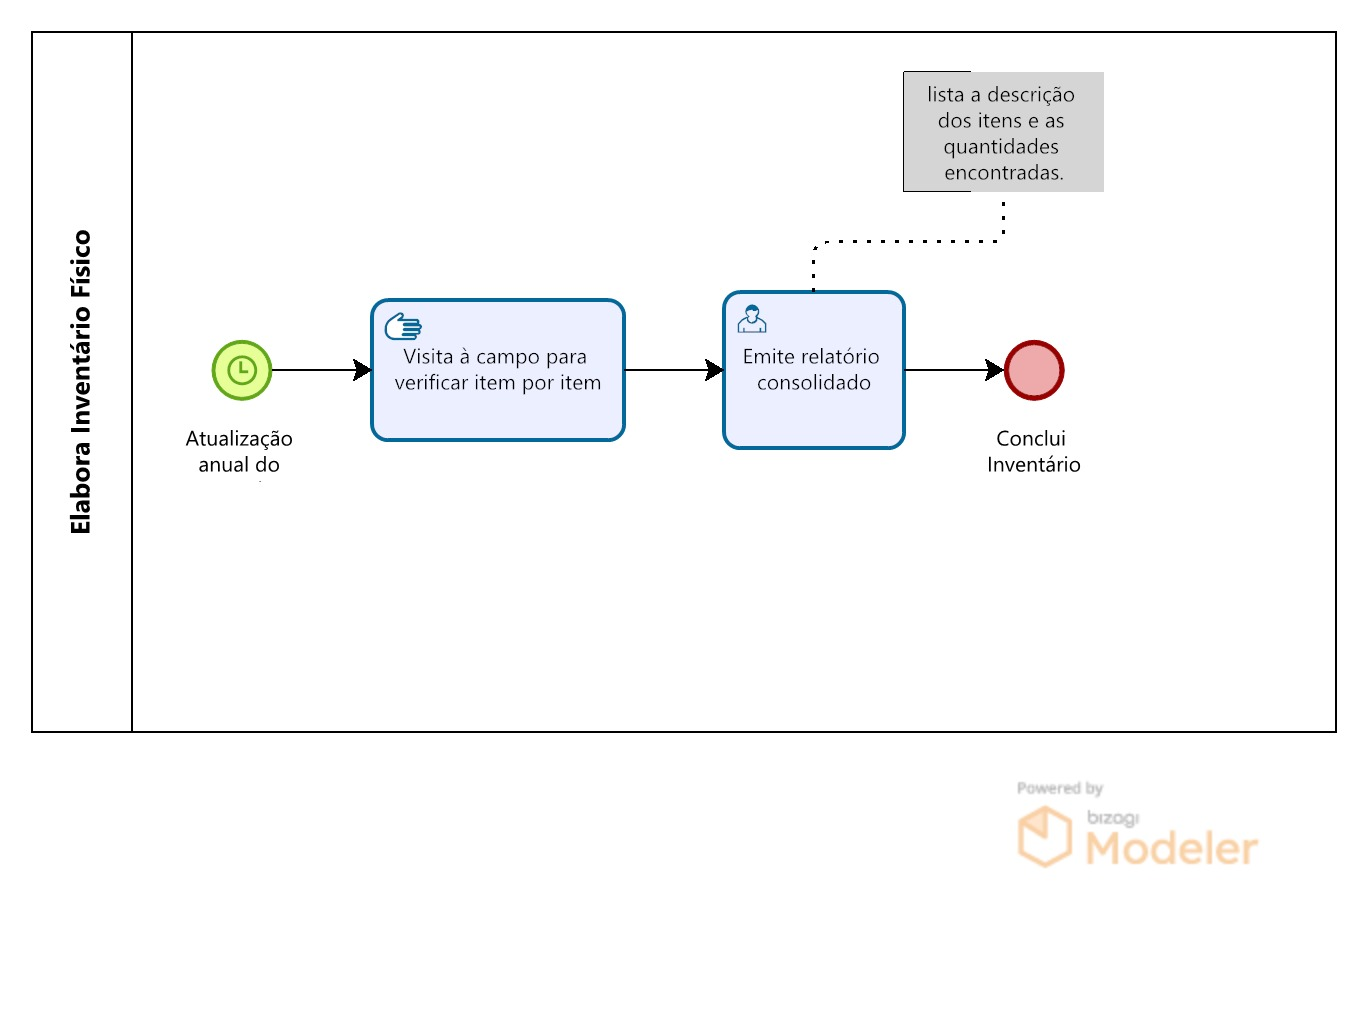 Elabora Inventário Físico
lista a descrição
dos itens e as
quantidades
encontradas.
Visita à campo para
verificar item por item
Emite relatório
consolidado
Atualização
anual do
Conclui
Inventário
Powered by
bizagi
Modeler